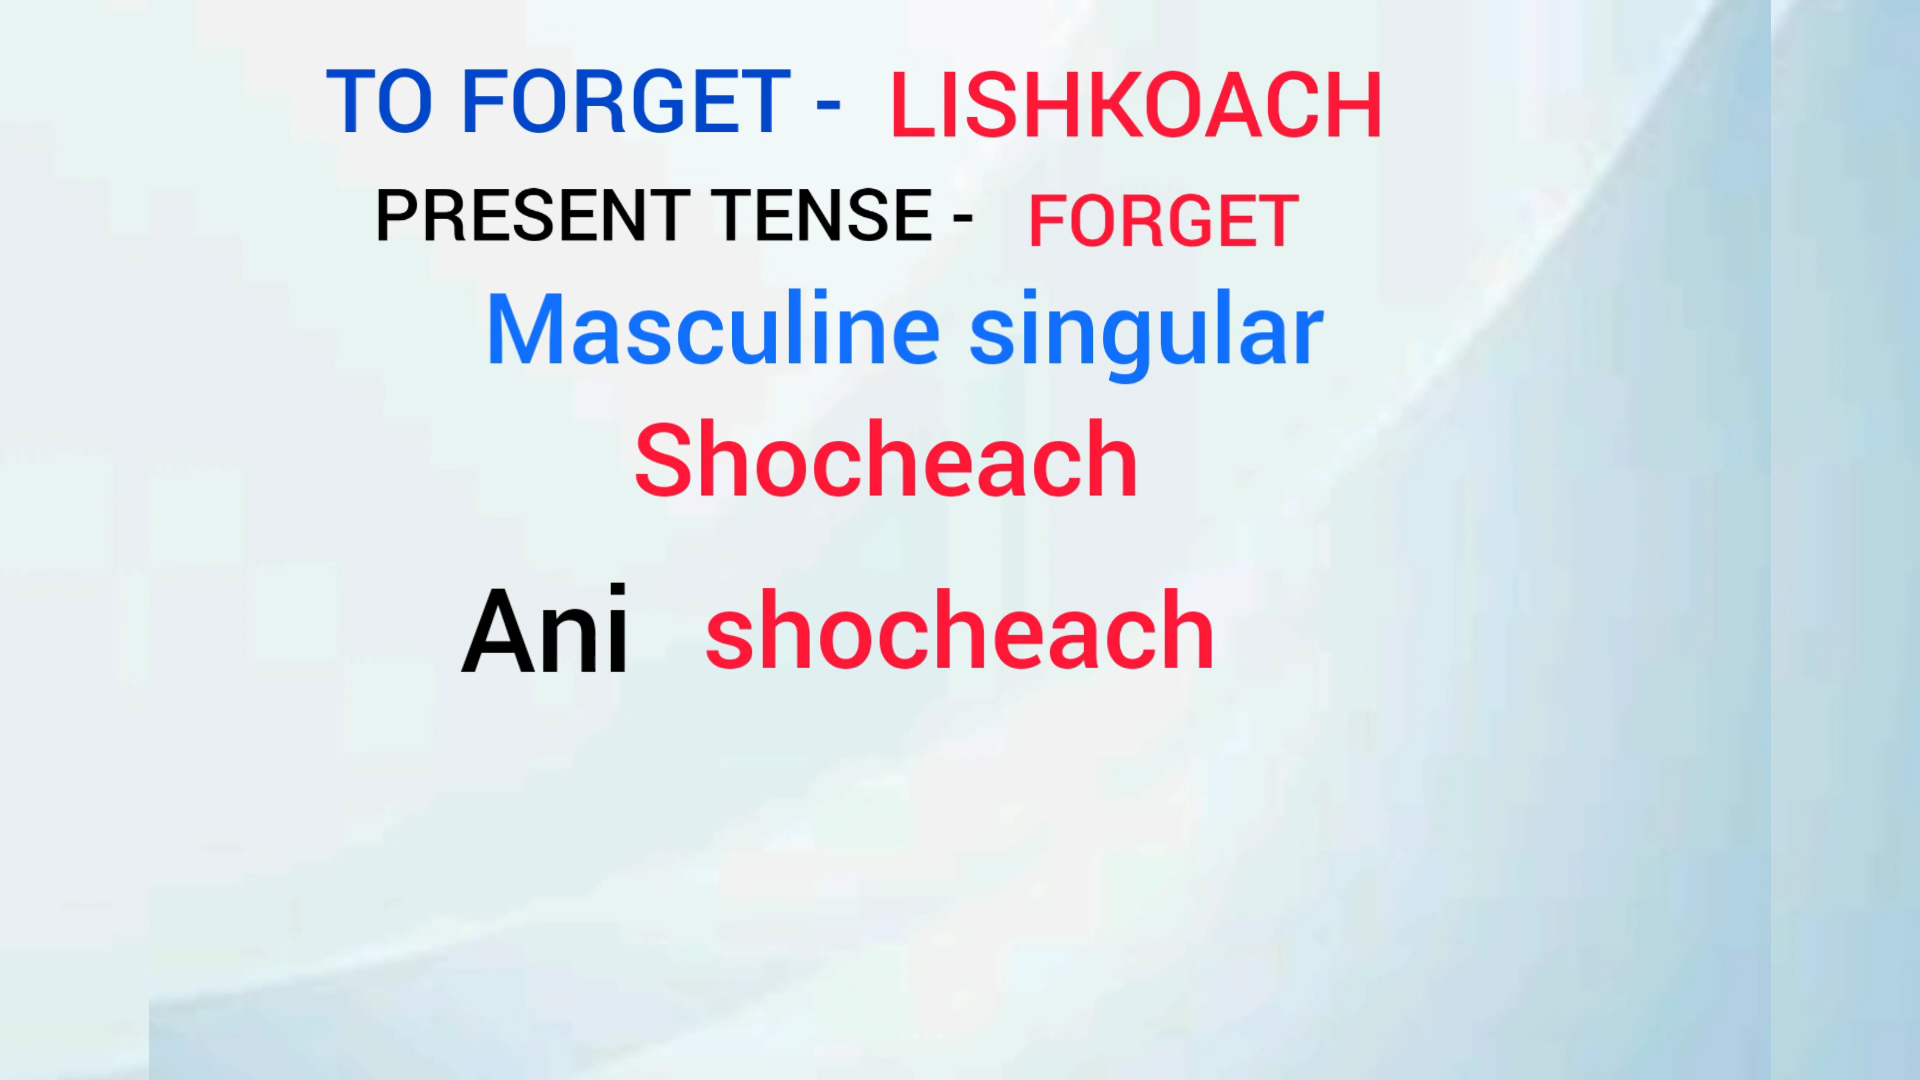 TO FORGET - LISHKOACH
PRESENT TENSE - FORGET
Masculine singular
Shocheach
Ani shocheach